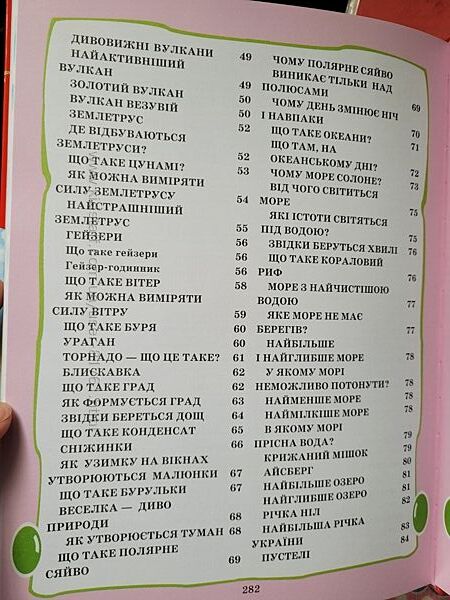 ДИВОВИЖНІ ВУЛКАНИ 49
НАЙАКТИВНІШИЙ
ВУЛКАН 49
ЗОЛОТИЙ ВУЛКАН 50
ВУЛКАН ВЕЗУВІЙ 50
ЗЕМЛЕТРУС 52
ДЕ ВІДБУВАЮТЬСЯ
ЗЕМЛЕТРУСИ? 52
ЩО ТАКЕ ЦУНАМІ? 53
ЯК МОЖНА ВИМІРЯТИ
СИЛУ ЗЕМЛЕТРУСУ 54
НАЙСТРАШНІШИЙ
ЗЕМЛЕТРУС 55
ГЕЙЗЕРИ 56
Що таке гейзери 56
Гейзер-годинник 56
ЩО ТАКЕ ВІТЕР 58
ЯК МОЖНА ВИМІРЯТИ
СИЛУ ВІТРУ 59
ЩО ТАКЕ БУРЯ 60
УРАГАН 60
ТОРНАДО — ЩО ЦЕ ТАКЕ? 61
БЛИСКАВКА 62
ЩО ТАКЕ ГРАД 62
ЯК ФОРМУЄТЬСЯ ГРАД 63
ЗВІДКИ БЕРЕТЬСЯ ДОЩ 64
ЩО ТАКЕ КОНДЕНСАТ 65
СНІЖИНКИ 66
ЯК УЗИМКУ НА ВІКНАХ
УТВОРЮЮТЬСЯ МАЛЮНКИ 67
ЩО ТАКЕ БУРУЛЬКИ 67
ВЕСЕЛКА — ДИВО
ПРИРОДИ 68
ЯК УТВОРЮЄТЬСЯ ТУМАН 68
ЩО ТАКЕ ПОЛЯРНЕ
СЯЙВО 69
ЧОМУ ПОЛЯРНЕ СЯЙВО
ВИНИКАЄ ТІЛЬКИ НАД
ПОЛЮСАМИ 69
ЧОМУ ДЕНЬ ЗМІНЮЄ НІЧ
І НАВПАКИ 70
ЩО ТАКЕ ОКЕАНИ? 71
ЩО ТАМ, НА
ОКЕАНСЬКОМУ ДНІ? 72
ЧОМУ МОРЕ СОЛОНЕ? 73
ВІД ЧОГО СВІТИТЬСЯ
МОРЕ 75
ЯКІ ІСТОТИ СВІТЯТЬСЯ
ПІД ВОДОЮ? 75
ЗВІДКИ БЕРУТЬСЯ ХВИЛІ 76
ЩО ТАКЕ КОРАЛОВИЙ
РИФ 76
МОРЕ З НАЙЧИСТІШОЮ
ВОДОЮ 77
ЯКЕ МОРЕ НЕ МАЄ
БЕРЕГІВ? 77
НАЙБІЛЬШЕ
І НАЙГЛИБШЕ МОРЕ 78
У ЯКОМУ МОРІ
НЕМОЖЛИВО ПОТОНУТИ? 78
НАЙМЕНШЕ МОРЕ 78
НАЙМІЛКІШЕ МОРЕ 78
В ЯКОМУ МОРІ
ПРІСНА ВОДА? 79
КРИЖАНИЙ МІШОК 79
АЙСБЕРГ 80
НАЙБІЛЬШЕ ОЗЕРО 81
НАЙГЛИБШЕ ОЗЕРО 81
РІЧКА НІЛ 82
НАЙБІЛЬША РІЧКА
УКРАЇНИ 83
ПУСТЕЛІ 84
282